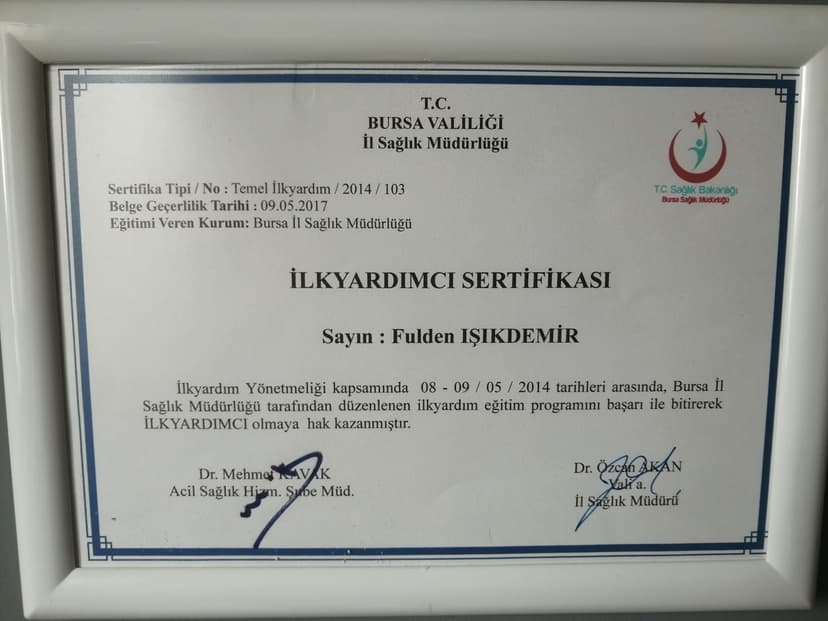 T.C.
BURSA VALİLİĞİ
İl Sağlık Müdürlüğü
T.C. Sağlık Bakanlığı
Bursa Sağlık Müdürlüğü
Sertifika Tipi / No : Temel İlkyardım / 2014 / 103
Belge Geçerlilik Tarihi : 09.05.2017
Eğitimi Veren Kurum: Bursa İl Sağlık Müdürlüğü
İLKYARDIMCI SERTİFİKASI
Sayın : Fulden IŞIKDEMİR
İlkyardım Yönetmeliği kapsamında 08 - 09 / 05 / 2014 tarihleri arasında, Bursa İl
Sağlık Müdürlüğü tarafından düzenlenen ilkyardım eğitim programını başarı ile bitirerek
İLKYARDIMCI olmaya hak kazanmıştır.
Dr. Mehmet KAVAK
Acil Sağlık Hizm. Şube Müd.
Dr. Özcan AKAN
Vali a.
İl Sağlık Müdürü